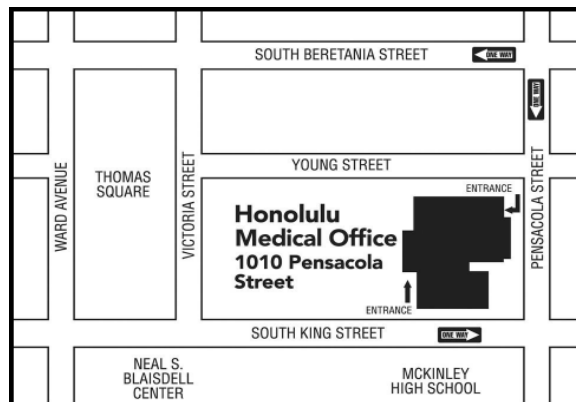 SOUTH BERETANIA STREET
ONE WAY
ONE WAY
YOUNG STREET
WARD AVENUE
THOMAS
SQUARE
VICTORIA STREET
PENSACOLA STREET
ENTRANCE
Honolulu
Medical Office
1010 Pensacola
Street
ENTRANCE
SOUTH KING STREET
ONE WAY
NEAL S.
BLAISDELL
CENTER
MCKINLEY
HIGH SCHOOL